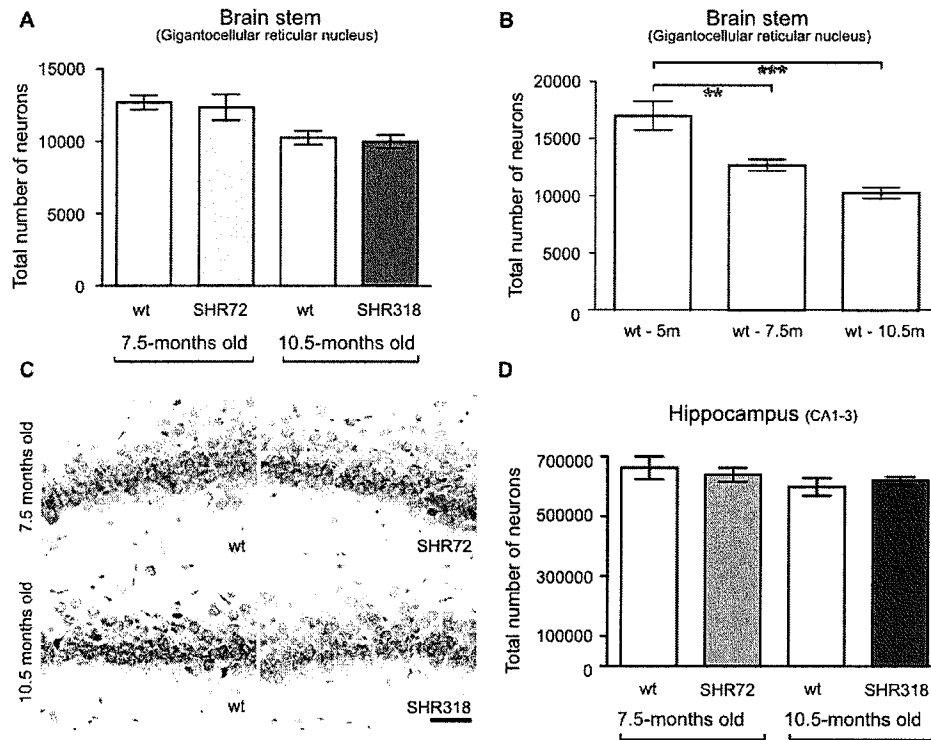 A
Brain stem
(Gigantocellular reticular nucleus)
Total number of neurons
15000
10000
5000
0
wt
SHR72
wt
SHR318
7.5-months old
10.5-months old
B
Brain stem
(Gigantocellular reticular nucleus)
Total number of neurons
20000
15000
10000
5000
0
***
**
wt - 5m
wt - 7.5m
wt - 10.5m
C
7.5 months old
wt
SHR72
10.5 months old
wt
SHR318
D
Hippocampus (CA1-3)
Total number of neurons
700000
500000
300000
100000
0
wt
SHR72
wt
SHR318
7.5-months old
10.5-months old